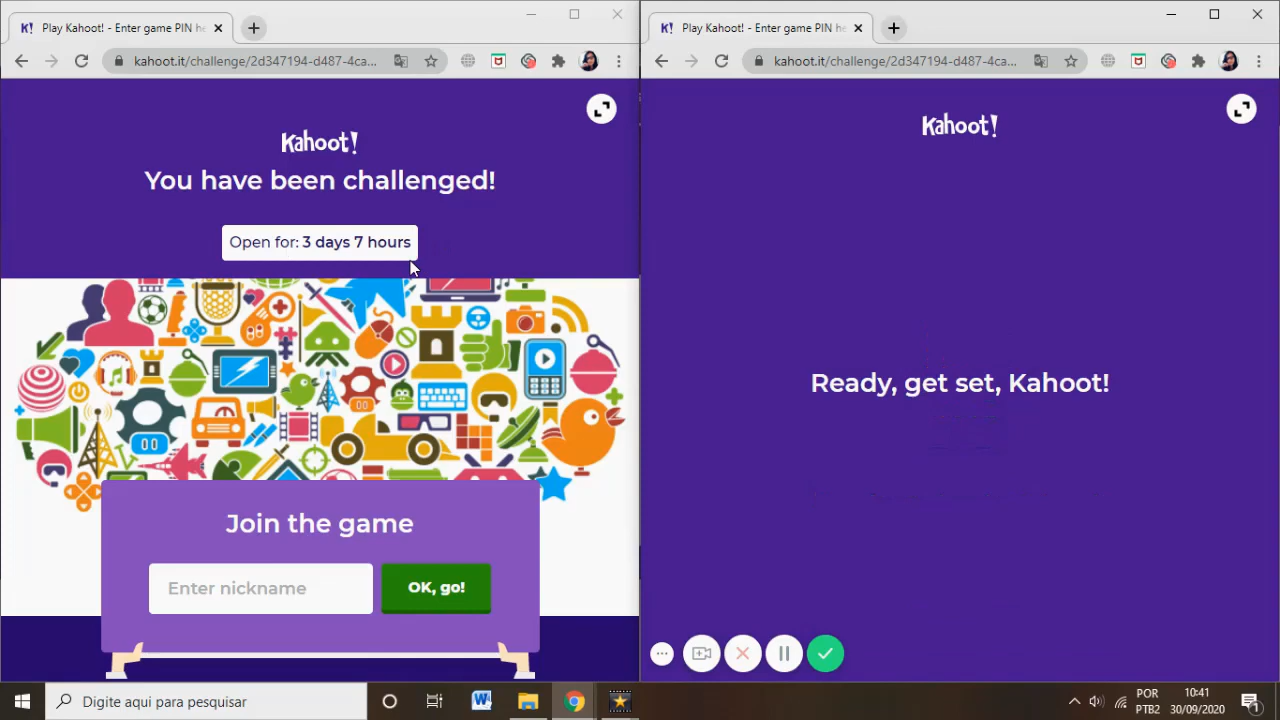 Play Kahoot! - Enter game PIN he
kahoot.it/challenge/2d347194-d487-4ca...
Kahoot!
You have been challenged!
Open for: 3 days 7 hours
Join the game
Enter nickname
OK, go!
Play Kahoot! - Enter game PIN he
kahoot.it/challenge/2d347194-d487-4ca...
Kahoot!
Ready, get set, Kahoot!
Digite aqui para pesquisar
POR
PTB2
10:41
30/09/2020
1